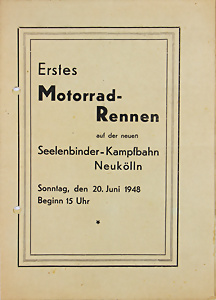 Erstes
Motorrad-
Rennen
auf der neuen
Seelenbinder-Kampfbahn
Neukölln
Sonntag, den 20. Juni 1948
Beginn 15 Uhr
*